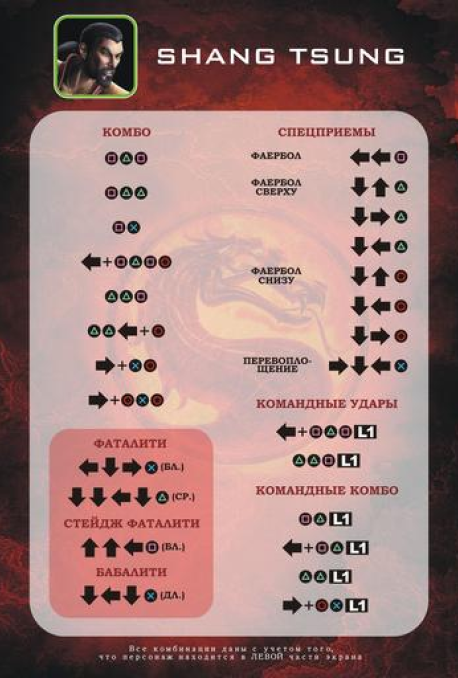 SHANG TSUNG
КОМБО
+
+
+
+
ФАТАЛИТИ
(БЛ.)
(СР.)
СТЕЙДЖ ФАТАЛИТИ
(БЛ.)
БАБАЛИТИ
(ДЛ.)
СПЕЦПРИЕМЫ
ФАЕРБОЛ
ФАЕРБОЛ
СВЕРХУ
ФАЕРБОЛ
СНИЗУ
ПЕРЕВОПЛО-
ЩЕНИЕ
КОМАНДНЫЕ УДАРЫ
+ L1
L1
КОМАНДНЫЕ КОМБО
L1
+ L1
L1
+ L1
Все комбинации даны с учетом того,
что персонаж находится в ЛЕВОЙ части экрана